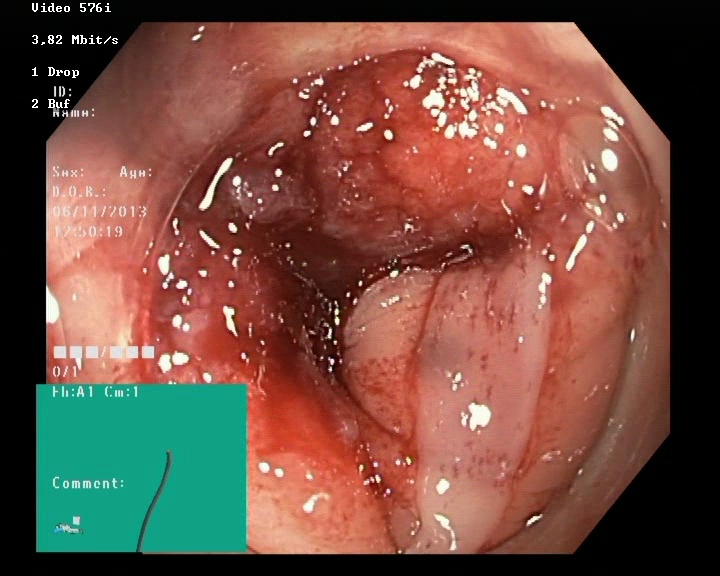 Video 576i
3,82 Mbit/s
1 Drop
ID:
2 Buf
Name:
Sex: Age:
D.O.B.:
06/11/2013
12:50:19
0/1
Eh:A1 Cm:1
Comment: